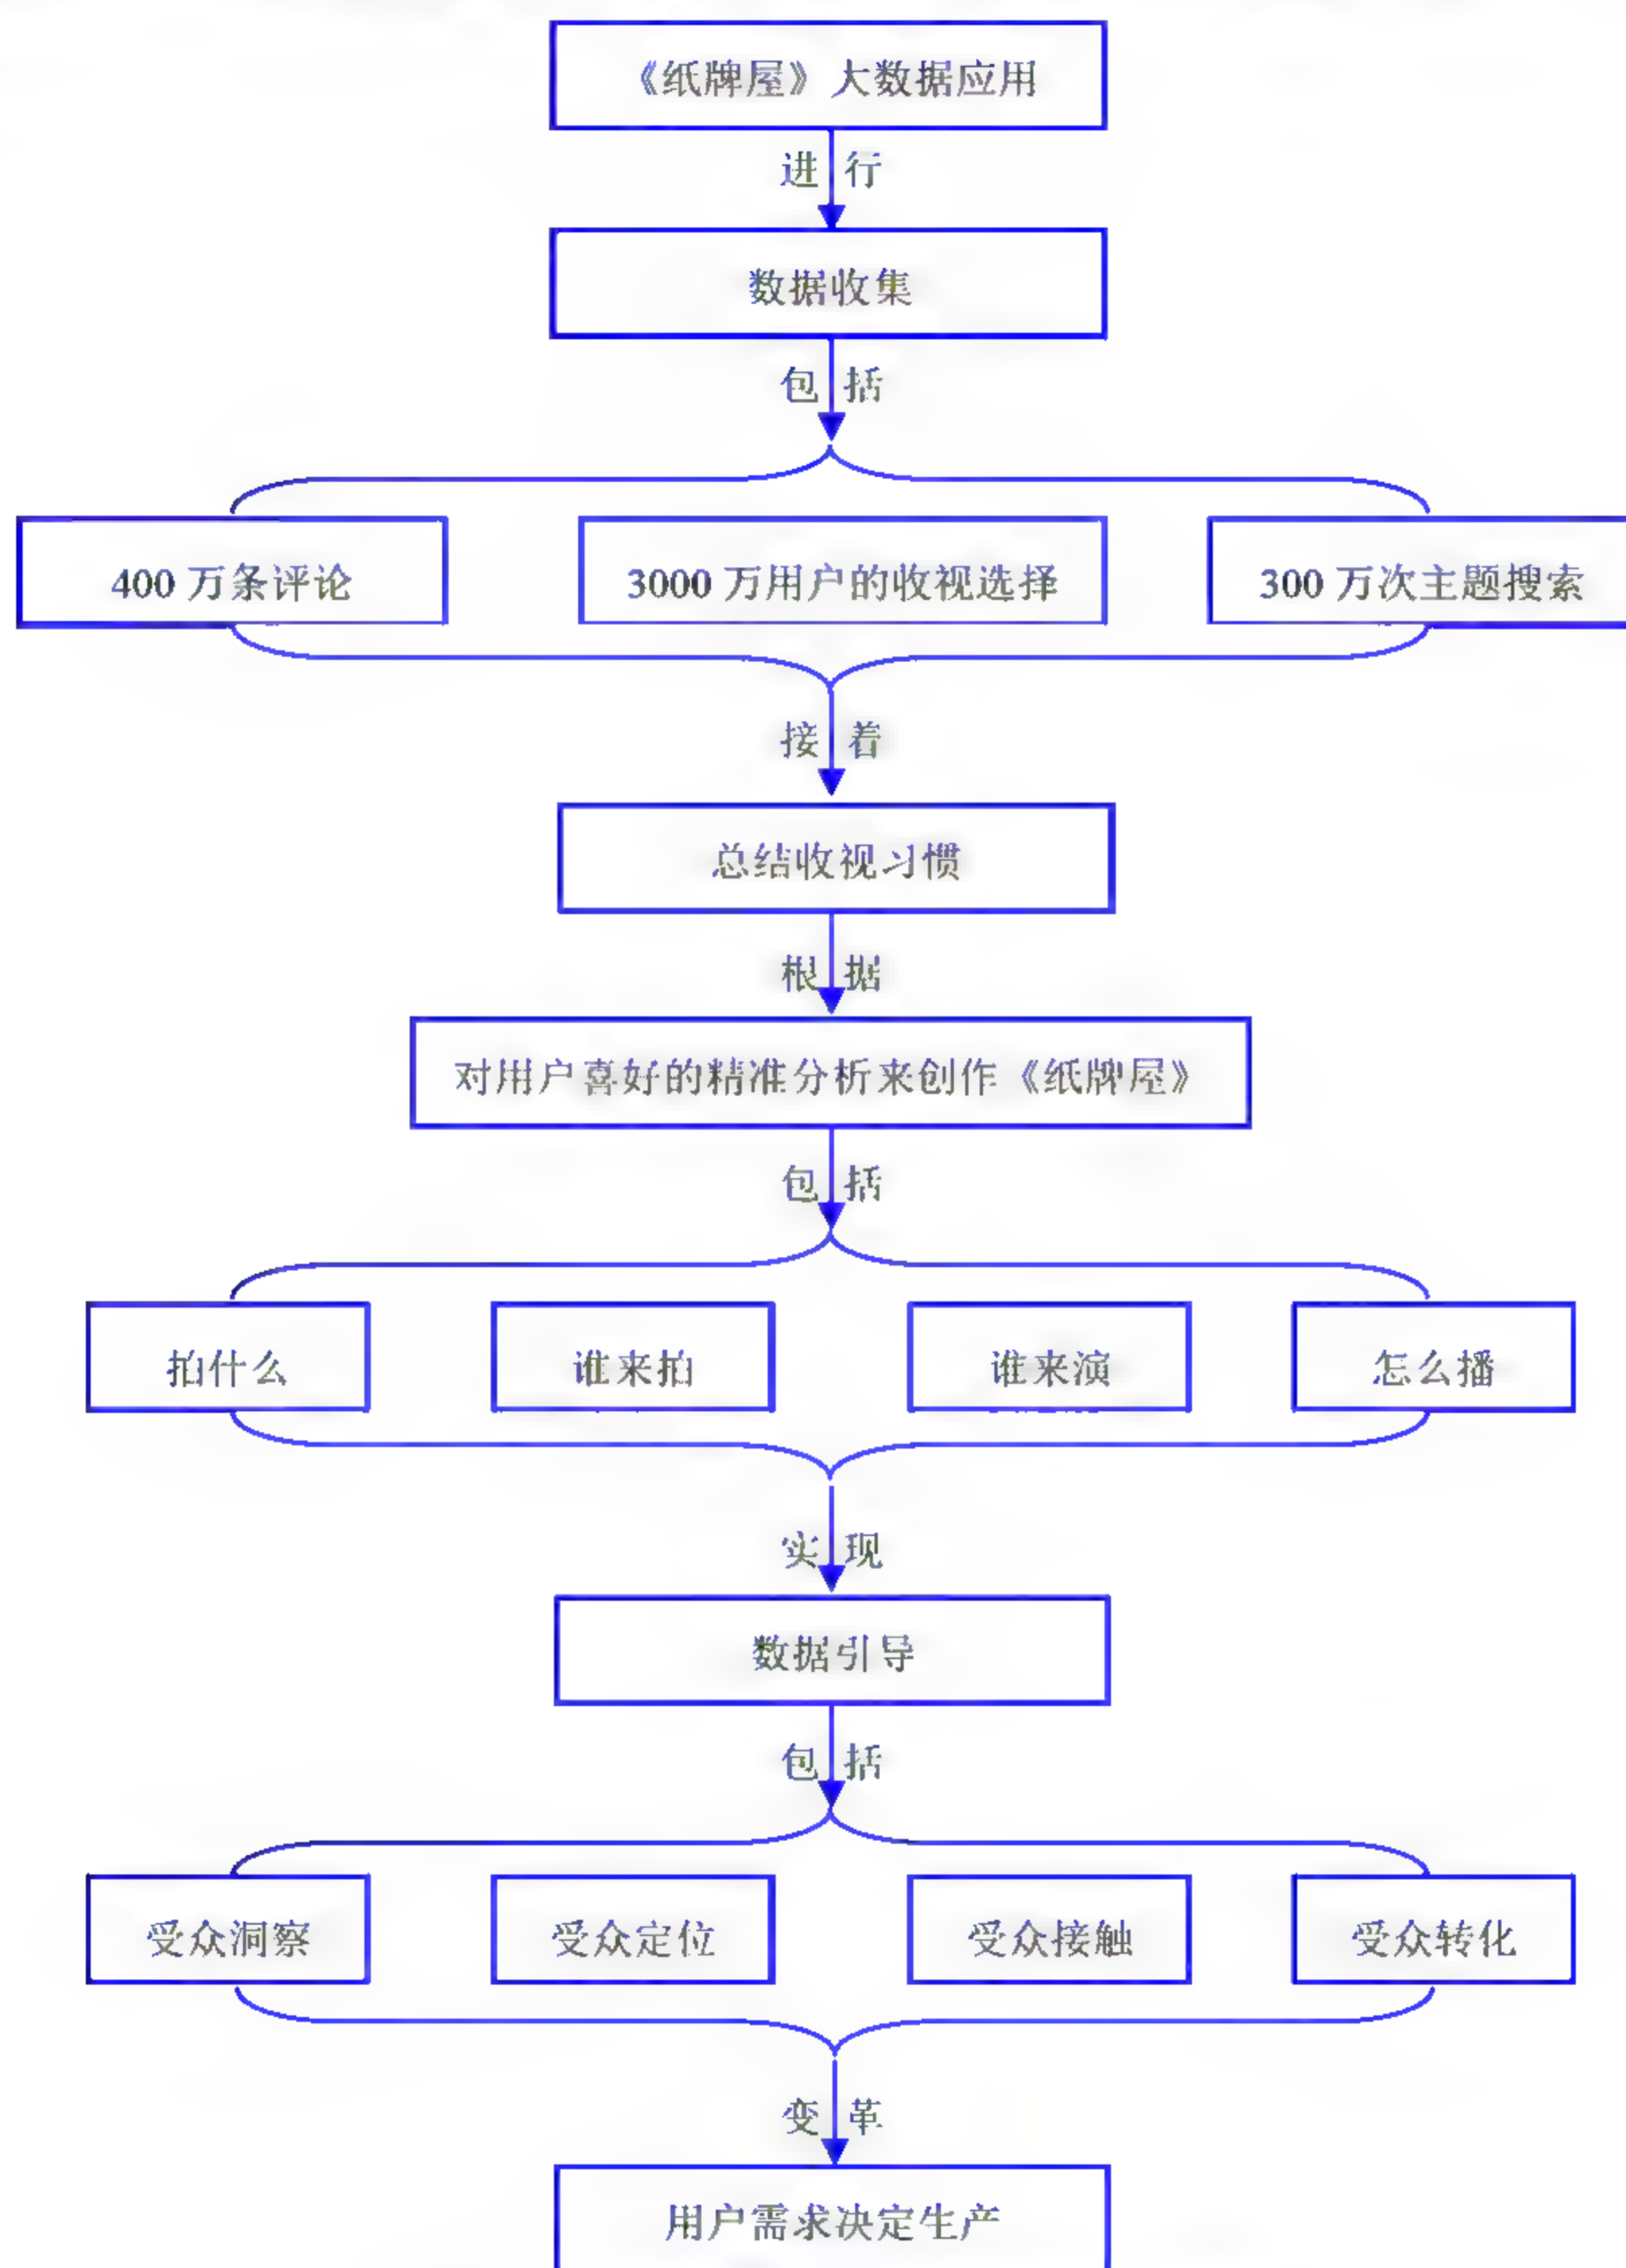 《纸牌屋》大数据应用
进行
数据收集
包括
400 万条评论
3000 万用户的收视选择
300 万次主题搜索
接着
总结收视习惯
根据
对用户喜好的精准分析来创作《纸牌屋》
包括
拍什么
谁来拍
谁来演
怎么播
实现
数据引导
包括
受众洞察
受众定位
受众接触
受众转化
变革
用户需求决定生产